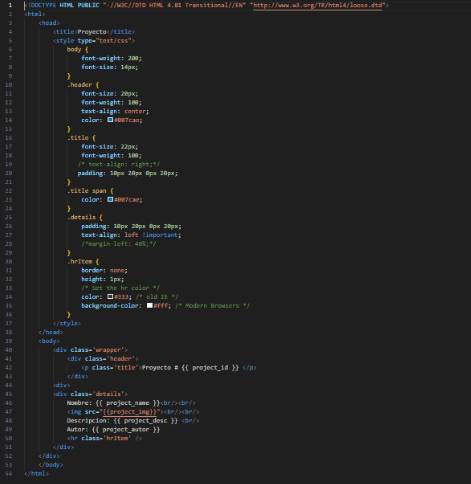 1 <!DOCTYPE HTML PUBLIC "-//W3C//DTD HTML 4.01 Transitional//EN" "http://www.w3.org/TR/html4/loose.dtd">
2 <html>
3 <head>
4 <title>Proyecto</title>
5 <style type="text/css">
6 body {
7 font-weight: 200;
8 font-size: 14px;
9 }
10 .header {
11 font-size: 20px;
12 font-weight: 100;
13 text-align: center;
14 color: #007cae;
15 }
16 .title {
17 font-size: 22px;
18 font-weight: 100;
19 /* text-align: right;*/
20 padding: 10px 20px 0px 20px;
21 }
22 .title span {
23 color: #007cae;
24 }
25 .details {
26 padding: 10px 20px 0px 20px;
27 text-align: left !important;
28 /*margin-left: 40%;*/
29 }
30 .hrItem {
31 border: none;
32 height: 1px;
33 /* Set the hr color */
34 color: #333; /* old IE */
35 background-color: #fff; /* Modern Browsers */
36 }
37 </style>
38 </head>
39 <body>
40 <div class='wrapper'>
41 <div class='header'>
42 <p class='title'>Proyecto # {{ project_id }} </p>
43 </div>
44 <div>
45 <div class='details'>
46 Nombre: {{ project_name }}<br/><br/>
47 <img src="{{project_img}}"><br/><br/>
48 Descripcion: {{ project_desc }} <br/><br/>
49 Autor: {{ project_autor }}
50 <hr class='hrItem' />
51 </div>
52 </div>
53 </body>
54 </html>